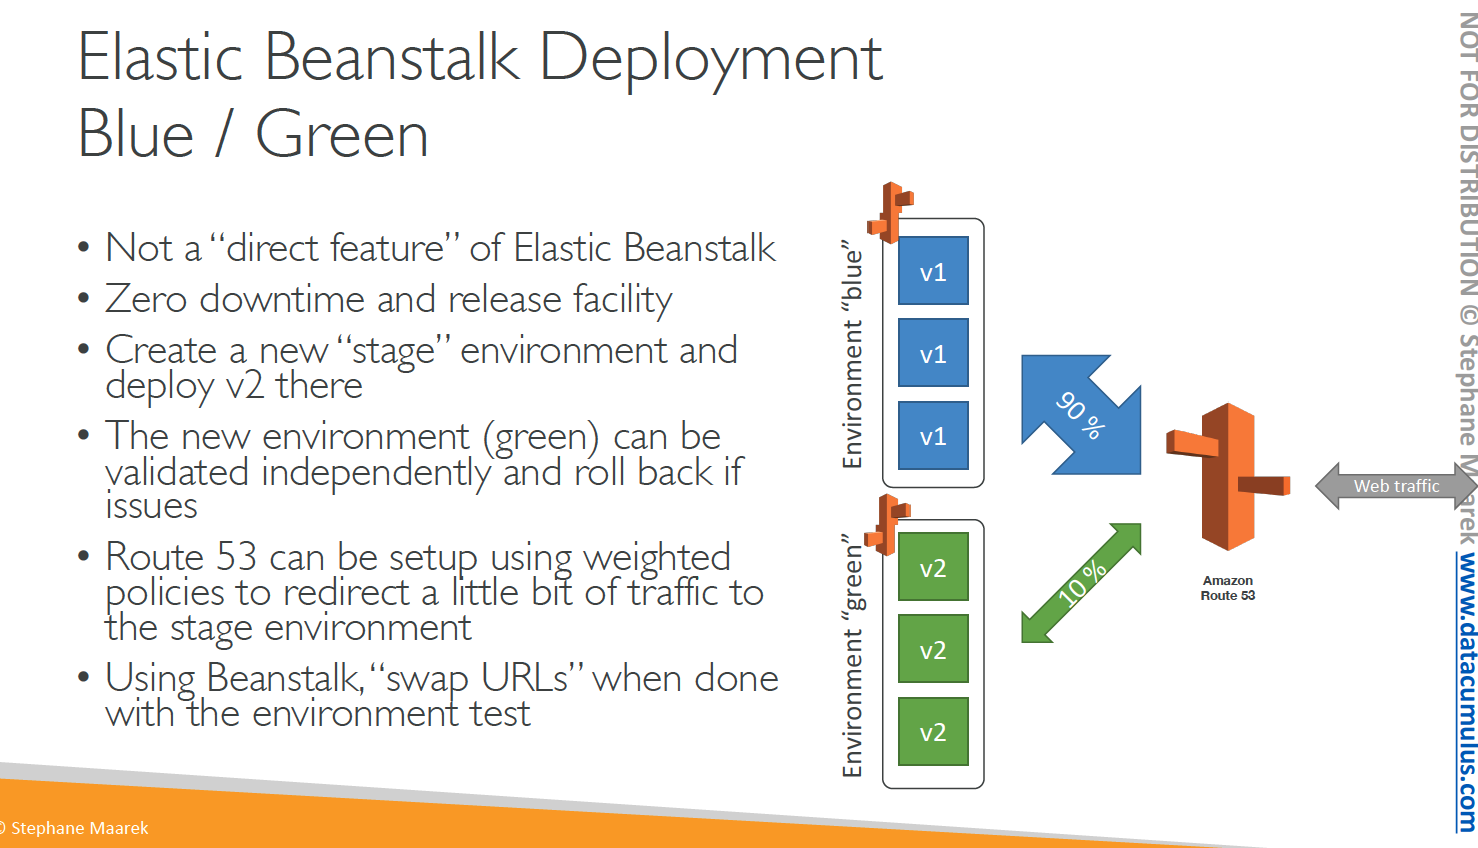 Elastic Beanstalk Deployment
Blue / Green
• Not a “direct feature” of Elastic Beanstalk
• Zero downtime and release facility
• Create a new “stage” environment and
deploy v2 there
• The new environment (green) can be
validated independently and roll back if
issues
• Route 53 can be setup using weighted
policies to redirect a little bit of traffic to
the stage environment
• Using Beanstalk, “swap URLs” when done
with the environment test
Environment “blue”
v1
v1
v1
Environment “green”
v2
v2
v2
90 %
10 %
Amazon
Route 53
Web traffic
NOT FOR DISTRIBUTION © Stephane Maarek www.datacumulus.com
© Stephane Maarek